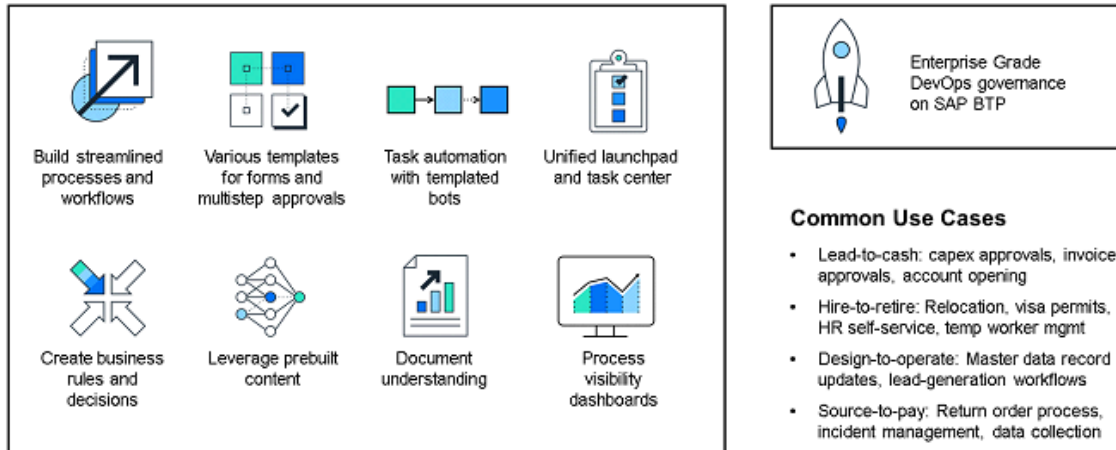 Build streamlined
processes and
workflows
Various templates
for forms and
multistep approvals
Task automation
with templated
bots
Unified launchpad
and task center
Create business
rules and
decisions
Leverage prebuilt
content
Document
understanding
Process
visibility
dashboards
Enterprise Grade
DevOps governance
on SAP BTP
Common Use Cases
• Lead-to-cash: capex approvals, invoice
approvals, account opening
• Hire-to-retire: Relocation, visa permits,
HR self-service, temp worker mgmt
• Design-to-operate: Master data record
updates, lead-generation workflows
• Source-to-pay: Return order process,
incident management, data collection